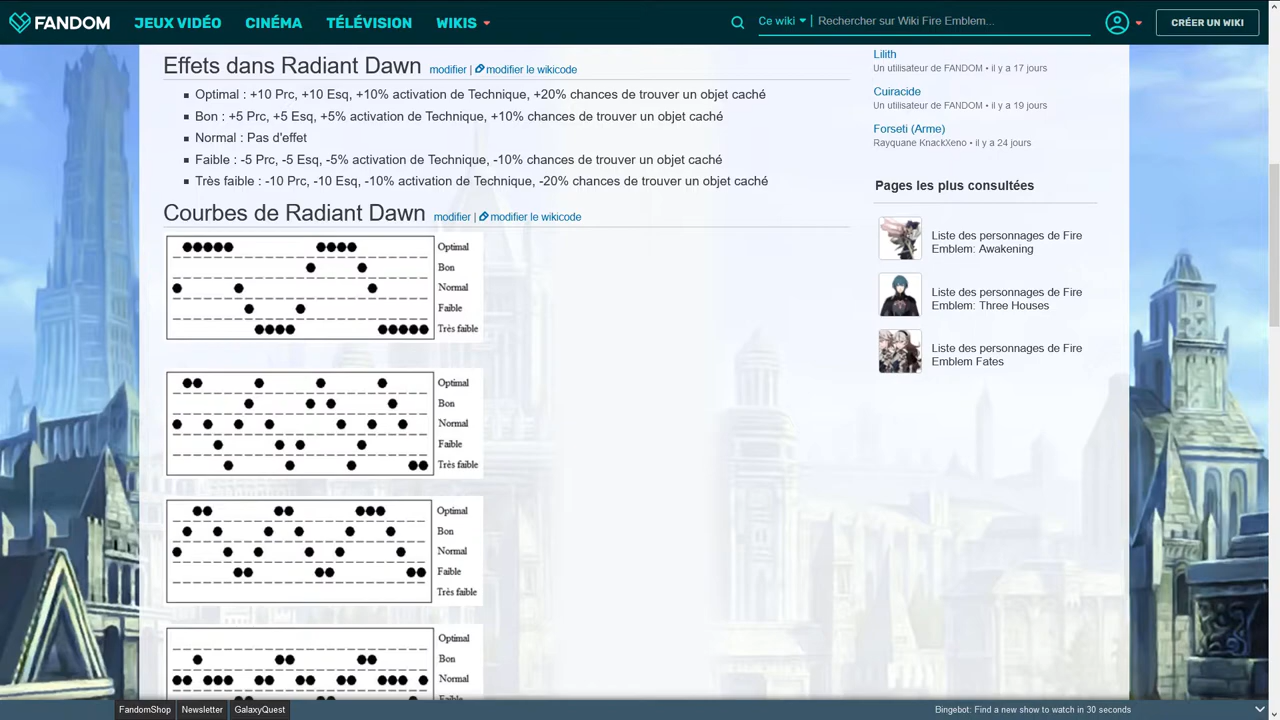 FANDOM JEUX VIDÉO CINÉMA TÉLÉVISION WIKIS Ce wiki Rechercher sur Wiki Fire Emblem... CRÉER UN WIKI
Effets dans Radiant Dawn modifier | modifier le wikicode
Optimal : +10 Prc, +10 Esq, +10% activation de Technique, +20% chances de trouver un objet caché
Bon : +5 Prc, +5 Esq, +5% activation de Technique, +10% chances de trouver un objet caché
Normal : Pas d'effet
Faible : -5 Prc, -5 Esq, -5% activation de Technique, -10% chances de trouver un objet caché
Très faible : -10 Prc, -10 Esq, -10% activation de Technique, -20% chances de trouver un objet caché
Courbes de Radiant Dawn modifier | modifier le wikicode
Optimal
Bon
Normal
Faible
Très faible
Optimal
Bon
Normal
Faible
Très faible
Optimal
Bon
Normal
Faible
Très faible
Optimal
Bon
Normal
Faible
Lilith
Un utilisateur de FANDOM • il y a 17 jours
Cuiracide
Un utilisateur de FANDOM • il y a 19 jours
Forseti (Arme)
Rayquane KnackXeno • il y a 24 jours
Pages les plus consultées
Liste des personnages de Fire
Emblem: Awakening
Liste des personnages de Fire
Emblem: Three Houses
Liste des personnages de Fire
Emblem Fates
FandomShop Newsletter GalaxyQuest Bingebot: Find a new show to watch in 30 seconds